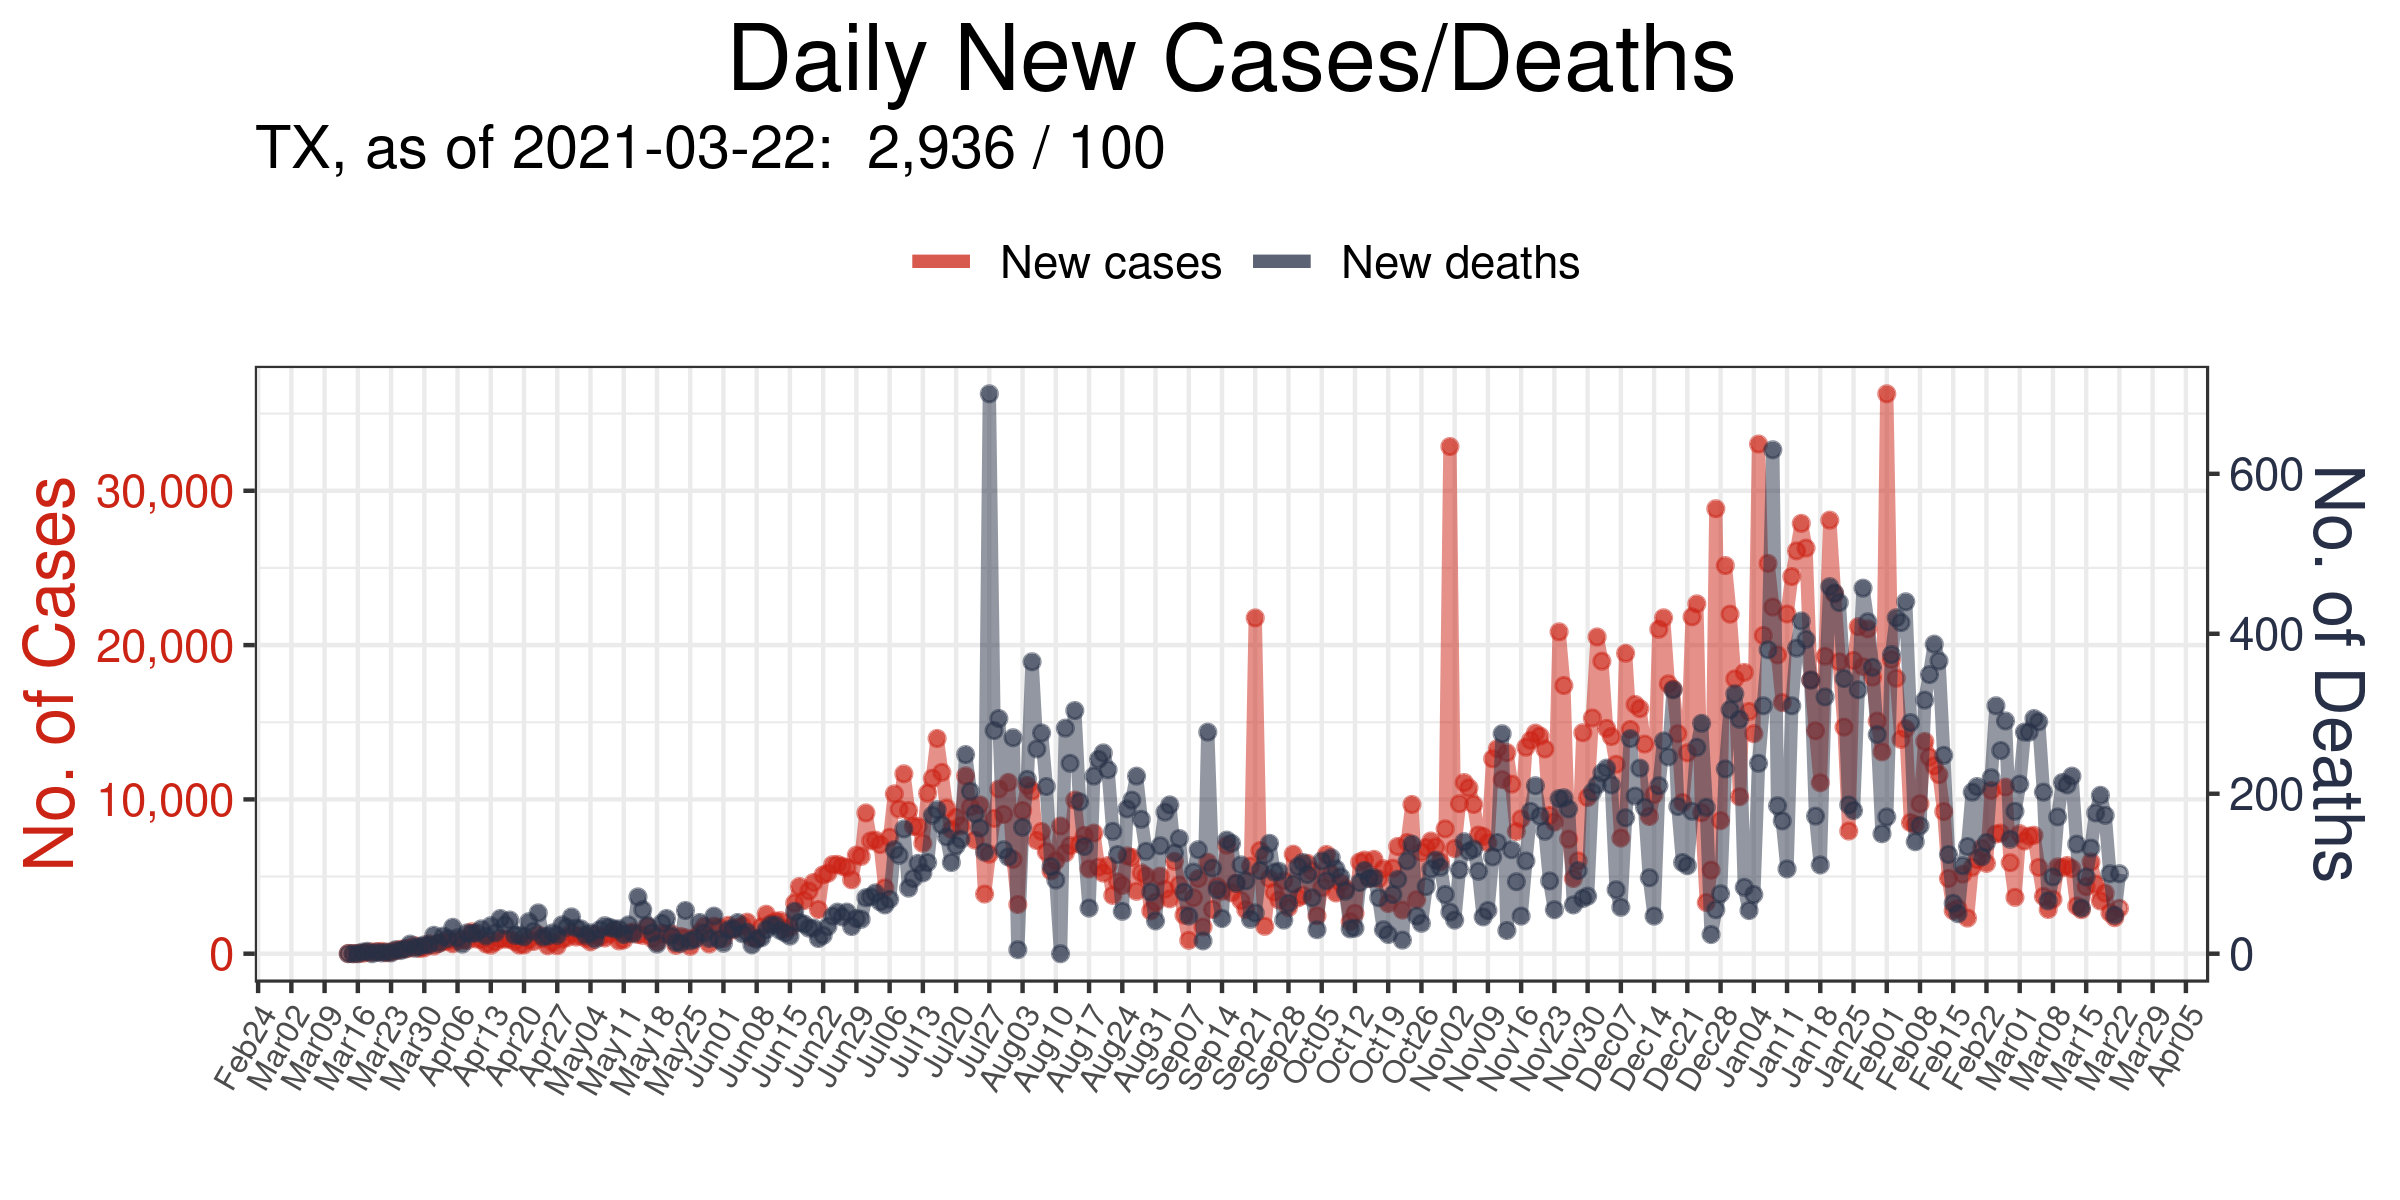 Daily New Cases/Deaths
TX, as of 2021-03-22: 2,936 / 100
New cases New deaths
No. of Cases
30,000
20,000
10,000
0
600
400
200
0
No. of Deaths
Feb24 Mar02 Mar09 Mar16 Mar23 Mar30 Apr06 Apr13 Apr20 Apr27 May04 May11 May18 May25 Jun01 Jun08 Jun15 Jun22 Jun29 Jul06 Jul13 Jul20 Jul27 Aug03 Aug10 Aug17 Aug24 Aug31 Sep07 Sep14 Sep21 Sep28 Oct05 Oct12 Oct19 Oct26 Nov02 Nov09 Nov16 Nov23 Nov30 Dec07 Dec14 Dec21 Dec28 Jan04 Jan11 Jan18 Jan25 Feb01 Feb08 Feb15 Feb22 Mar01 Mar08 Mar15 Mar22 Mar29 Apr05